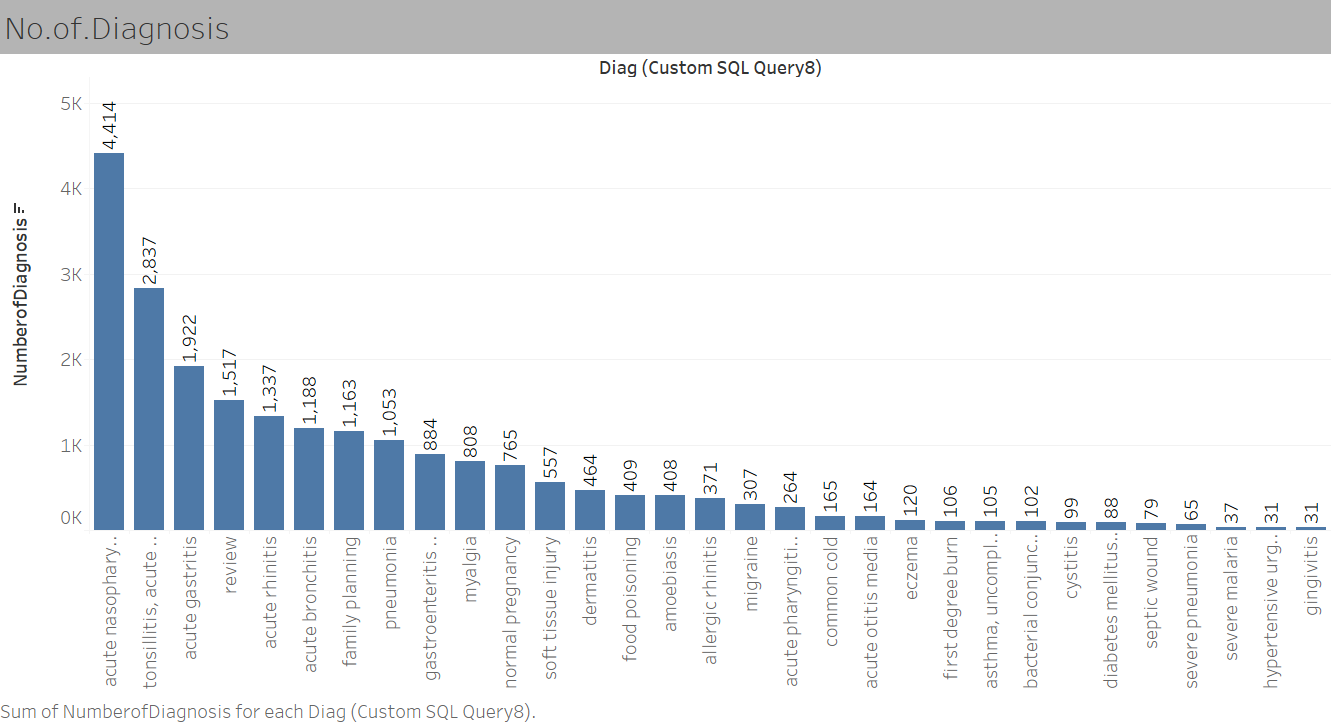 No.of.Diagnosis
Diag (Custom SQL Query8)
NumberofDiagnosis
5K
4K
3K
2K
1K
0K
4,414
2,837
1,922
1,517
1,337
1,188
1,163
1,053
884
808
765
557
464
409
408
371
307
264
165
164
120
106
105
102
99
88
79
65
37
31
31
acute nasophary..
tonsillitis, acute ..
acute gastritis
review
acute rhinitis
acute bronchitis
family planning
pneumonia
gastroenteritis ..
myalgia
normal pregnancy
soft tissue injury
dermatitis
food poisoning
amoebiasis
allergic rhinitis
migraine
acute pharyngiti..
common cold
acute otitis media
eczema
first degree burn
asthma, uncompl..
bacterial conjunc..
cystitis
diabetes mellitus..
septic wound
severe pneumonia
severe malaria
hypertensive urg..
gingivitis
Sum of NumberofDiagnosis for each Diag (Custom SQL Query8).